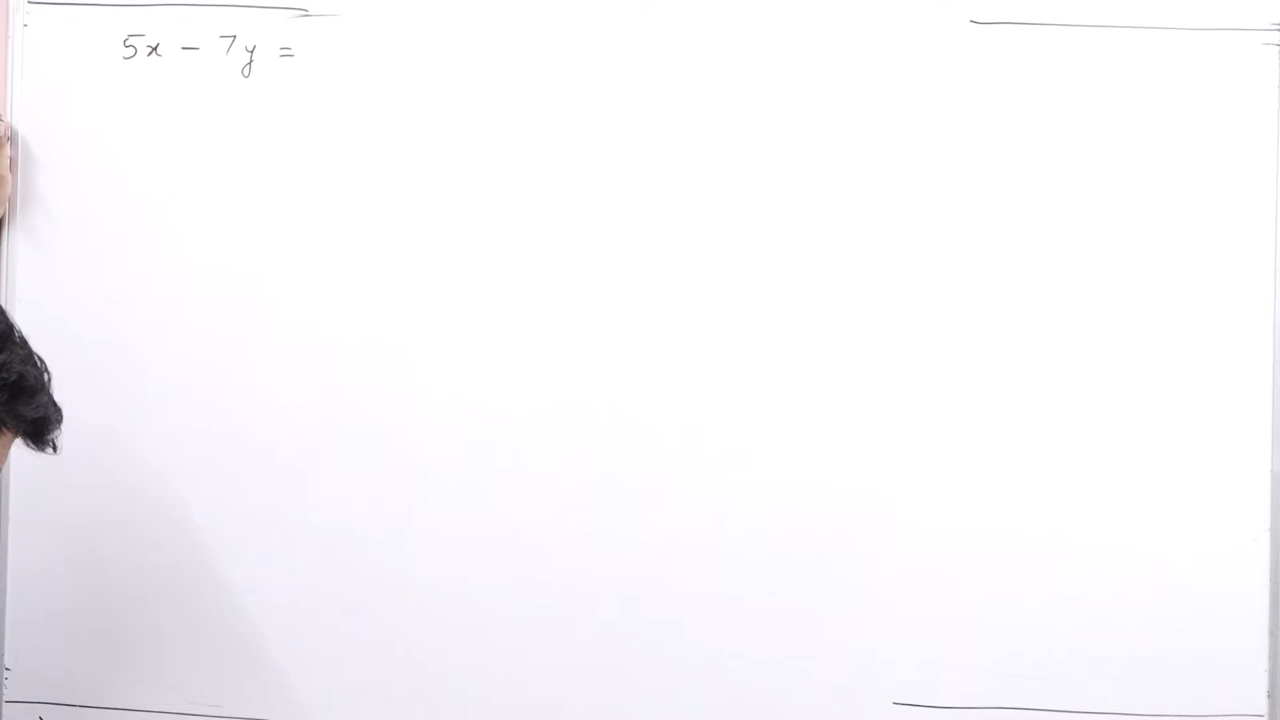 5x - 7y =